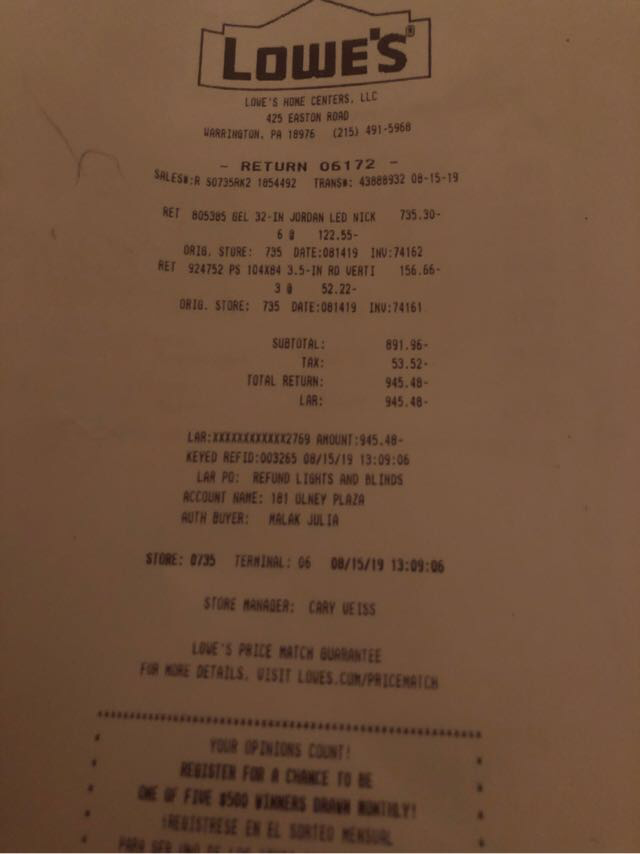 LOWE'S®
LOWE'S HOME CENTERS, LLC
425 EASTON ROAD
WARRINGTON, PA 18976 (215) 491-5968
- RETURN 06172 -
SALES#:R S0735RK2 1854492 TRANS#: 43888932 08-15-19
RET 805385 GEL 32-IN JORDAN LED NICK 735.30-
6 @ 122.55-
ORIG. STORE: 735 DATE:081419 INV:74162
RET 924752 PS 104X84 3.5-IN RD VERTI 156.66-
3 @ 52.22-
ORIG. STORE: 735 DATE:081419 INV:74161
SUBTOTAL: 891.96-
TAX: 53.52-
TOTAL RETURN: 945.48-
LAR: 945.48-
LAR:XXXXXXXXXXXX2769 AMOUNT:945.48-
KEYED REFID:003265 08/15/19 13:09:06
LAR PO: REFUND LIGHTS AND BLINDS
ACCOUNT NAME: 181 OLNEY PLAZA
AUTH BUYER: MALAK JULIA
STORE: 0735 TERMINAL: 06 08/15/19 13:09:06
STORE MANAGER: CARY WEISS
LOWE'S PRICE MATCH GUARANTEE
FOR MORE DETAILS, VISIT LOWES.COM/PRICEMATCH
YOUR OPINIONS COUNT!
REGISTER FOR A CHANCE TO BE
ONE OF FIVE $500 WINNERS DRAWN MONTHLY!
¡REGISTRESE EN EL SORTEO MENSUAL
PARA SER UNO DE LOS